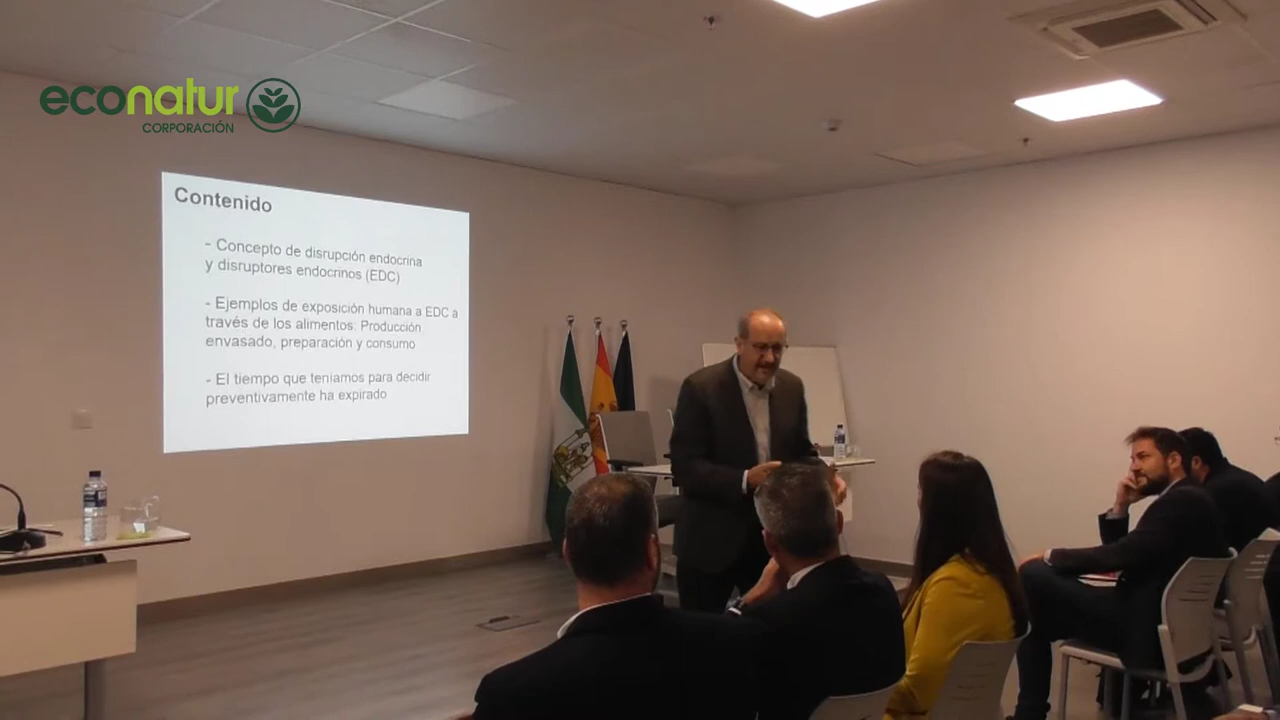 econatur
CORPORACIÓN
Contenido
- Concepto de disrupción endocrina
y disruptores endocrinos (EDC)
- Ejemplos de exposición humana a EDC a
través de los alimentos: Producción
envasado, preparación y consumo
- El tiempo que teniamos para decidir
preventivamente ha expirado